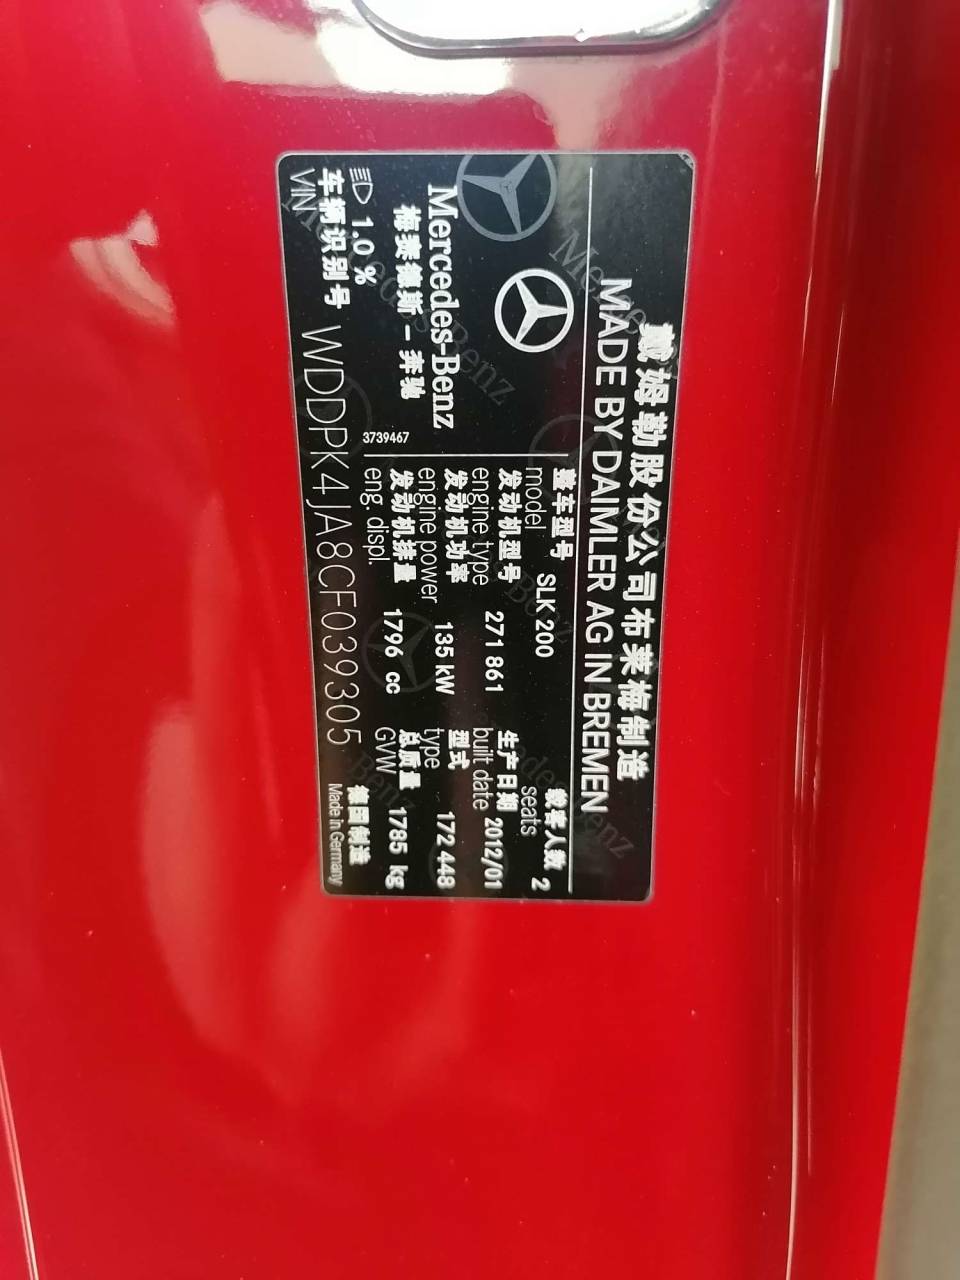 戴姆勒股份公司布莱梅制造
MADE BY DAIMLER AG IN BREMEN
Mercedes-Benz
梅赛德斯－奔驰
1.0 %
3739467
整车型号
model SLK 200
乘客人数
seats 2
发动机型号
engine type 271 861
生产日期
built date 2012/01
发动机功率
engine power 135 kW
型式
type 172 448
发动机排量
eng. displ. 1796 cc
总质量
GVW 1785 kg
车辆识别号
VIN WDDPK4JA8CF039305
德国制造
Made in Germany